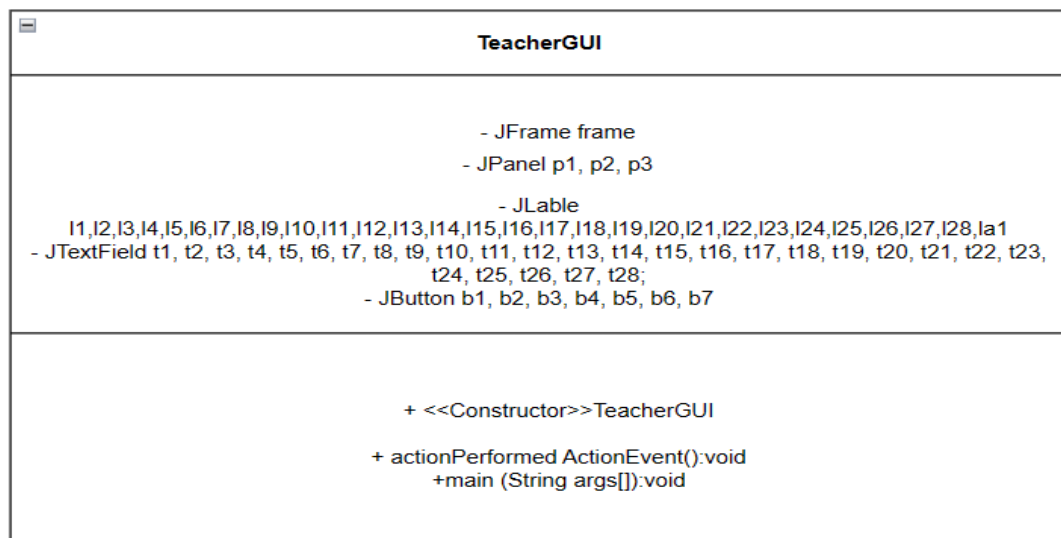 TeacherGUI
- JFrame frame
- JPanel p1, p2, p3
- JLable
l1,l2,l3,l4,l5,l6,l7,l8,l9,l10,l11,l12,l13,l14,l15,l16,l17,l18,l19,l20,l21,l22,l23,l24,l25,l26,l27,l28,la1
- JTextField t1, t2, t3, t4, t5, t6, t7, t8, t9, t10, t11, t12, t13, t14, t15, t16, t17, t18, t19, t20, t21, t22, t23,
t24, t25, t26, t27, t28;
- JButton b1, b2, b3, b4, b5, b6, b7
+ <<Constructor>>TeacherGUI
+ actionPerformed ActionEvent():void
+main (String args[]):void